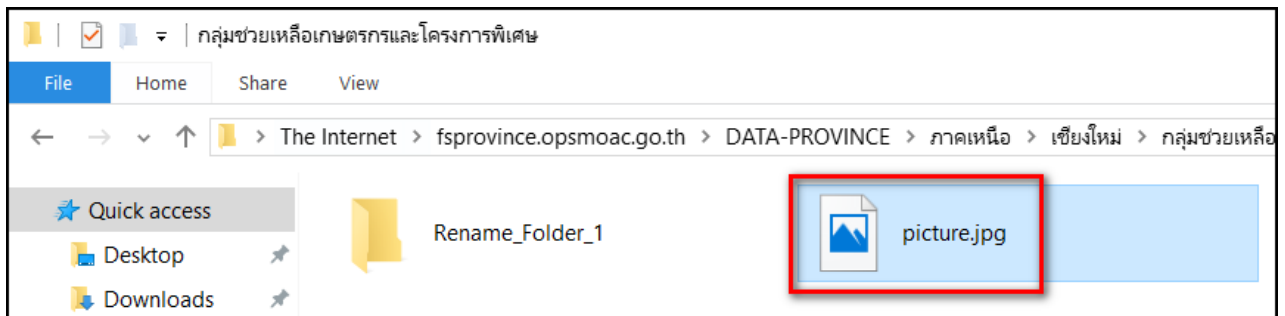 กลุ่มช่วยเหลือเกษตรกรและโครงการพิเศษ
File Home Share View
The Internet > fsprovince.opsmoac.go.th > DATA-PROVINCE > ภาคเหนือ > เชียงใหม่ > กลุ่มช่วยเหลือ
Quick access
Rename_Folder_1
picture.jpg
Desktop
Downloads